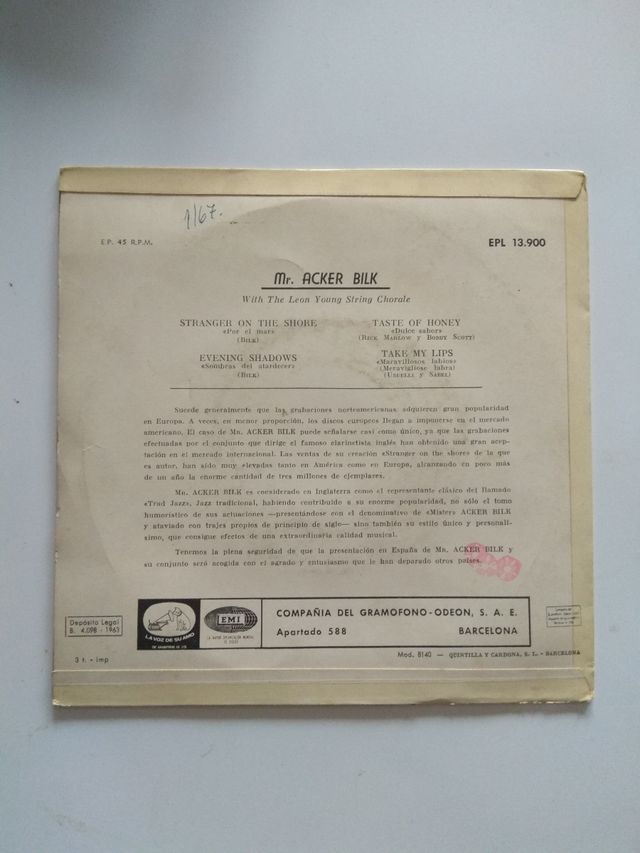 1/67.
E.P. 45 R.P.M.
EPL 13.900
Mr. ACKER BILK
With The Leon Young String Chorale
STRANGER ON THE SHORE
«Por el mar»
(BILK)
TASTE OF HONEY
«Dulce sabor»
(RICK MARLOW y BOBBY SCOTT)
EVENING SHADOWS
«Sombras del atardecer»
(BILK)
TAKE MY LIPS
«Maravillosos labios»
(Meravigliose labra)
Sucede generalmente que las grabaciones norteamericanas adquieren gran popularidad
en Europa. A veces, en menor proporción, los discos europeos llegan a imponerse en el mercado
americano. El caso de Mr. ACKER BILK puede señalarse casi como único, ya que las grabaciones
efectuadas por el conjunto que dirige el famoso clarinetista inglés han obtenido una gran acep-
tación en el mercado internacional. Las ventas de su creación «Stranger on the shore» de la que
es autor, han sido muy elevadas tanto en América como en Europa, alcanzando en poco más
de un año la enorme cantidad de tres millones de ejemplares.
Mr. ACKER BILK es considerado en Inglaterra como el representante clásico del llamado
«Trad Jazz», Jazz tradicional, habiendo contribuido a su enorme popularidad, no sólo el tono
humorístico de sus actuaciones —presentándose con el denominativo de «Mister» ACKER BILK
y ataviado con trajes propios de principio de siglo— sino también su estilo único y personalí-
simo, que consigue efectos de una extraordinaria calidad musical.
Tenemos la plena seguridad de que la presentación en España de Mr. ACKER BILK y
su conjunto será acogida con el agrado y entusiasmo que le han deparado otros países.
Depósito Legal
B. 4.098 - 1963
LA VOZ DE SU AMO
EMI
COMPAÑIA DEL GRAMOFONO-ODEON, S. A. E.
Apartado 588
BARCELONA
3 t. - imp
Mod. 8140 — QUINTILLA Y CARDONA, S. L. - BARCELONA